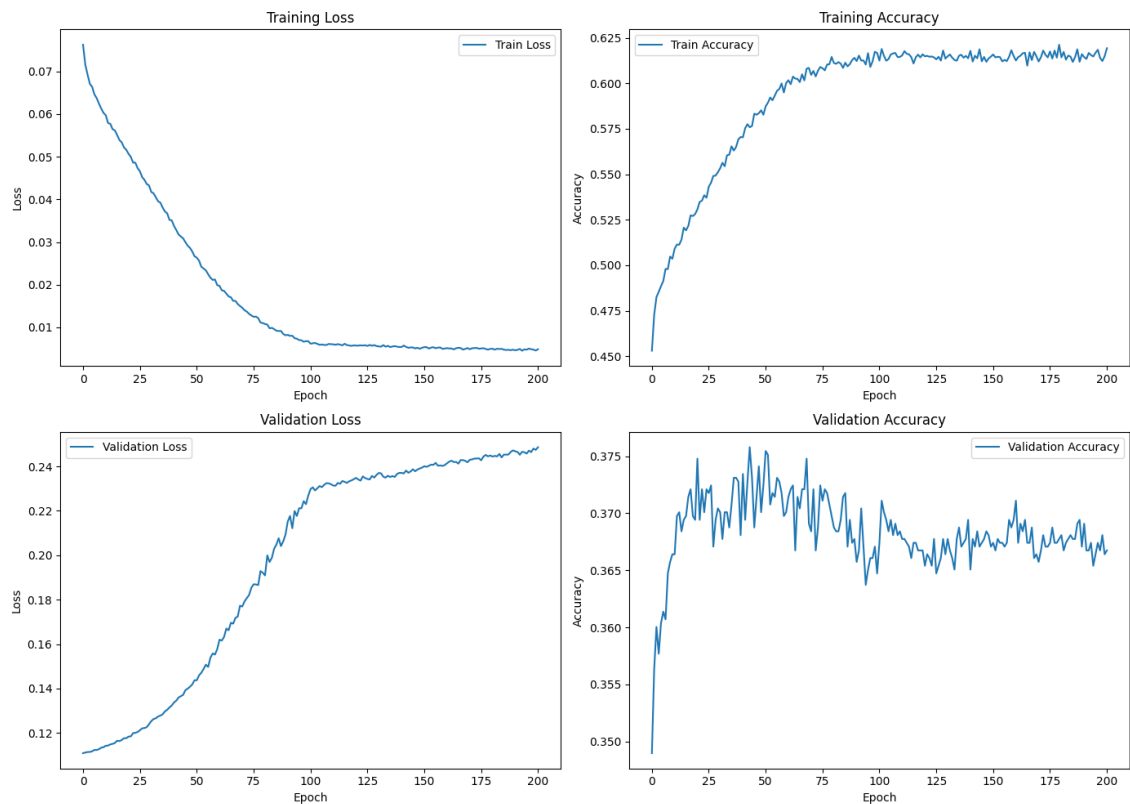 Training Loss
Train Loss
0.07
0.06
0.05
0.04
0.03
0.02
0.01
Loss
0 25 50 75 100 125 150 175 200
Epoch
Training Accuracy
Train Accuracy
0.625
0.600
0.575
0.550
0.525
0.500
0.475
0.450
Accuracy
0 25 50 75 100 125 150 175 200
Epoch
Validation Loss
Validation Loss
0.24
0.22
0.20
0.18
0.16
0.14
0.12
Loss
0 25 50 75 100 125 150 175 200
Epoch
Validation Accuracy
Validation Accuracy
0.375
0.370
0.365
0.360
0.355
0.350
Accuracy
0 25 50 75 100 125 150 175 200
Epoch